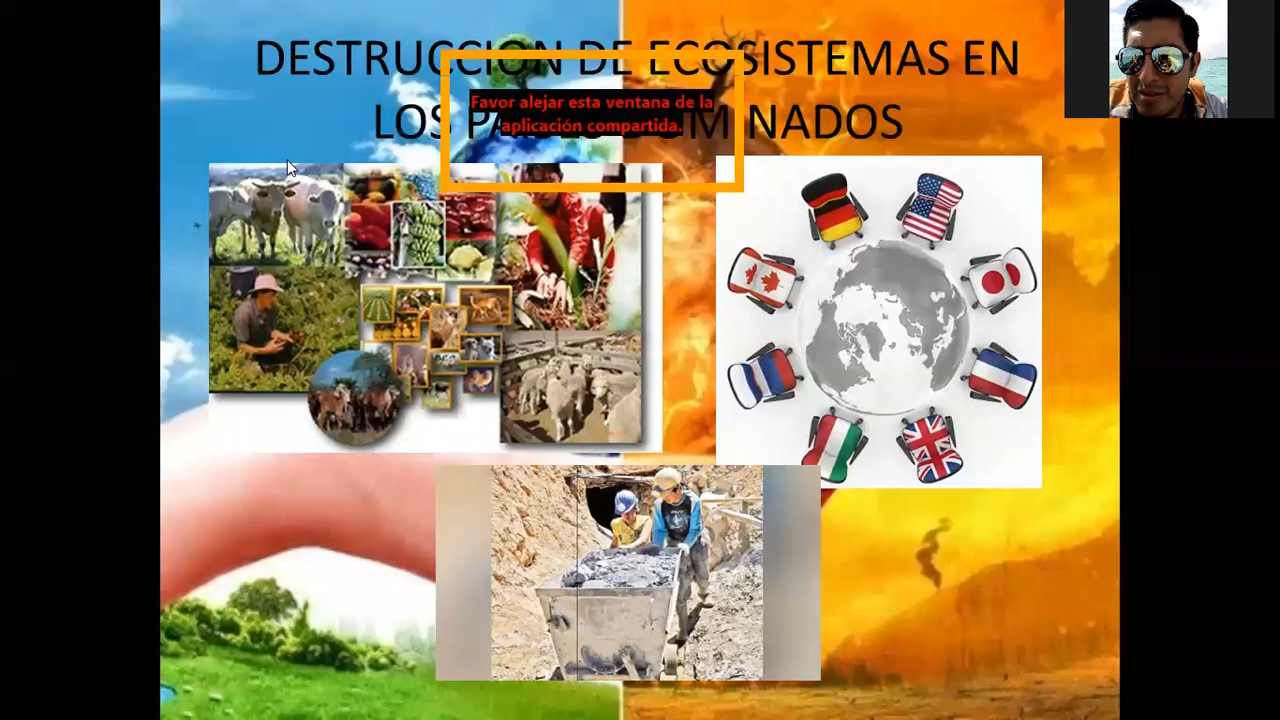 DESTRUCCION DE ECOSISTEMAS EN
LOS
Favor alejar esta ventana de la
aplicación compartida.